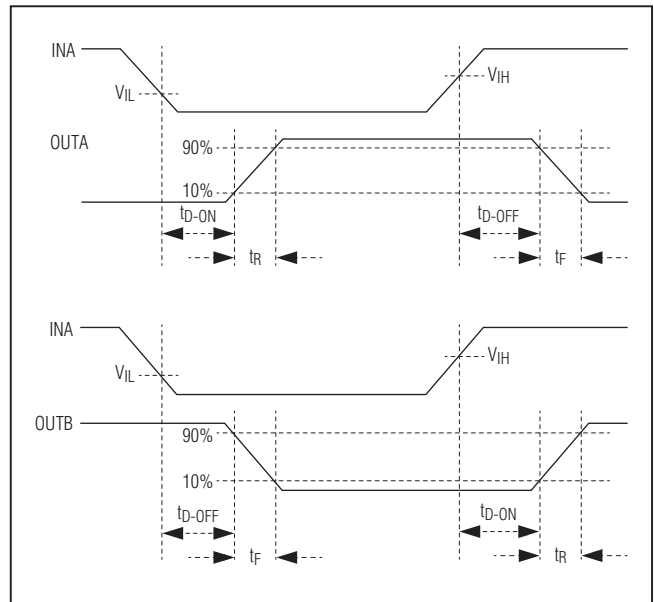 INA
VIH
VIL
OUTA
90%
10%
tD-ON
tD-OFF
tR
tF
INA
VIH
VIL
OUTB
90%
10%
tD-OFF
tD-ON
tF
tR